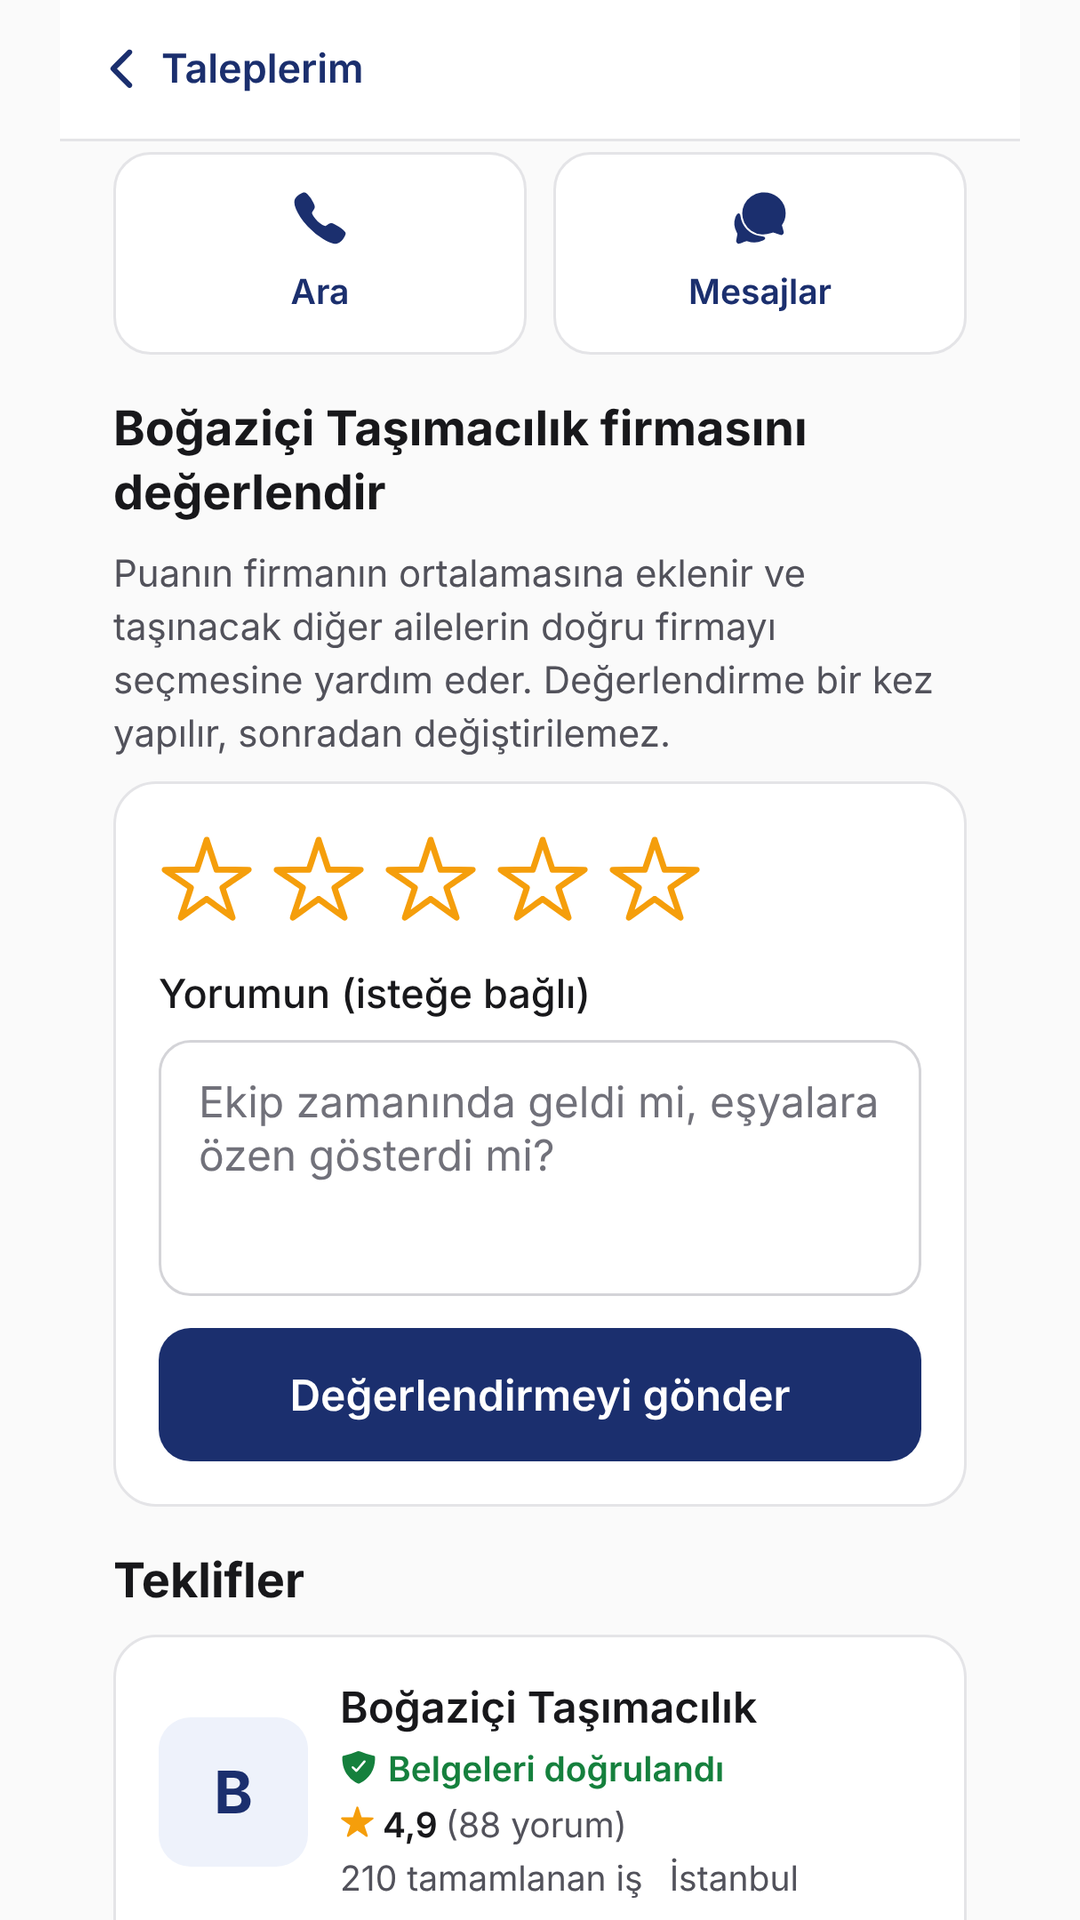 Taleplerim
Ara
Mesajlar
Boğaziçi Taşımacılık firmasını
değerlendir
Puanın firmanın ortalamasına eklenir ve
taşınacak diğer ailelerin doğru firmayı
seçmesine yardım eder. Değerlendirme bir kez
yapılır, sonradan değiştirilemez.
Yorumun (isteğe bağlı)
Ekip zamanında geldi mi, eşyalara
özen gösterdi mi?
Değerlendirmeyi gönder
Teklifler
B
Boğaziçi Taşımacılık
Belgeleri doğrulandı
4,9 (88 yorum)
210 tamamlanan iş İstanbul